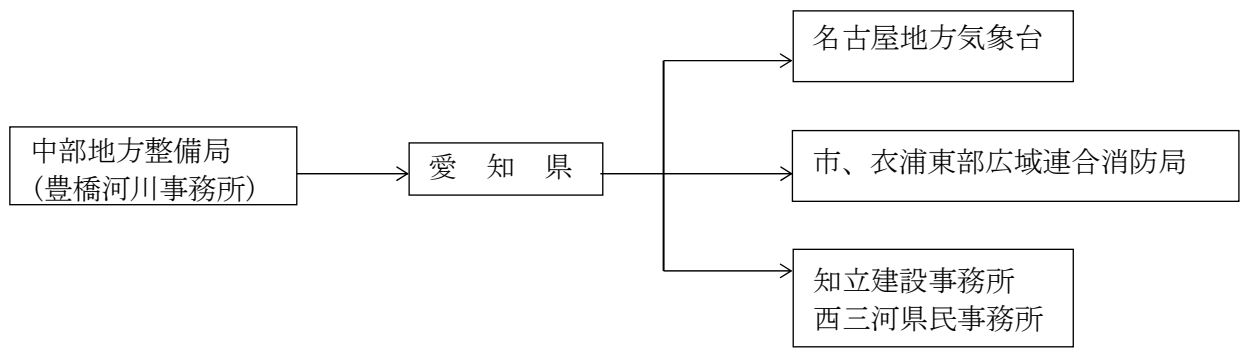 名古屋地方気象台
中部地方整備局
(豊橋河川事務所)
愛 知 県
市、衣浦東部広域連合消防局
知立建設事務所
西三河県民事務所